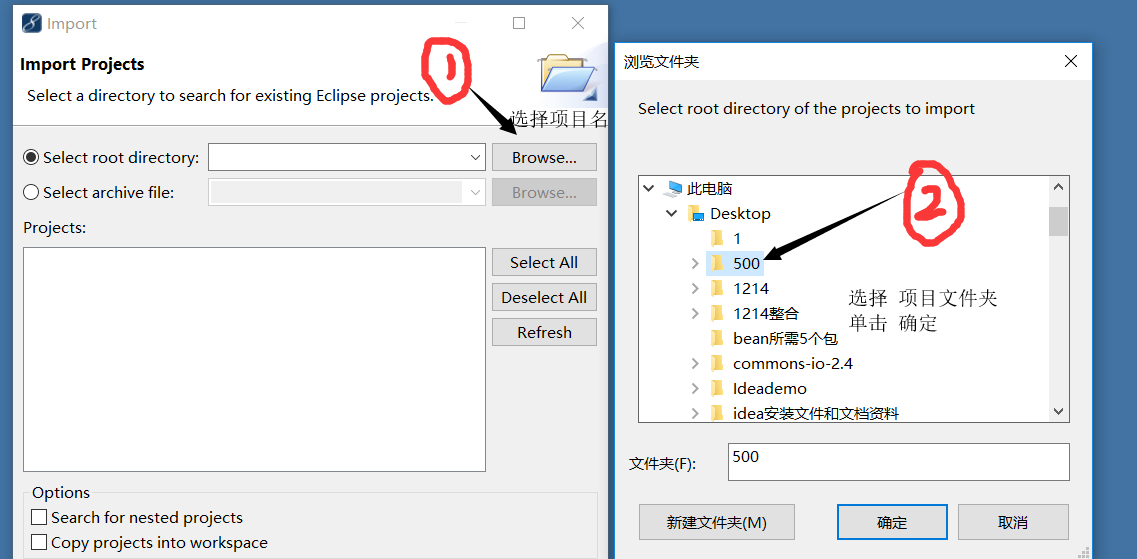 Import
Import Projects
Select a directory to search for existing Eclipse projects.
1
选择项目名
Select root directory:
Browse...
Select archive file:
Browse...
Projects:
Select All
Deselect All
Refresh
Options
Search for nested projects
Copy projects into workspace
浏览文件夹
Select root directory of the projects to import
此电脑
2
Desktop
1
500
1214
1214整合
bean所需5个包
commons-io-2.4
Ideademo
idea安装文件和文档资料
选择 项目文件夹
单击 确定
文件夹(F):
500
新建文件夹(M)
确定
取消